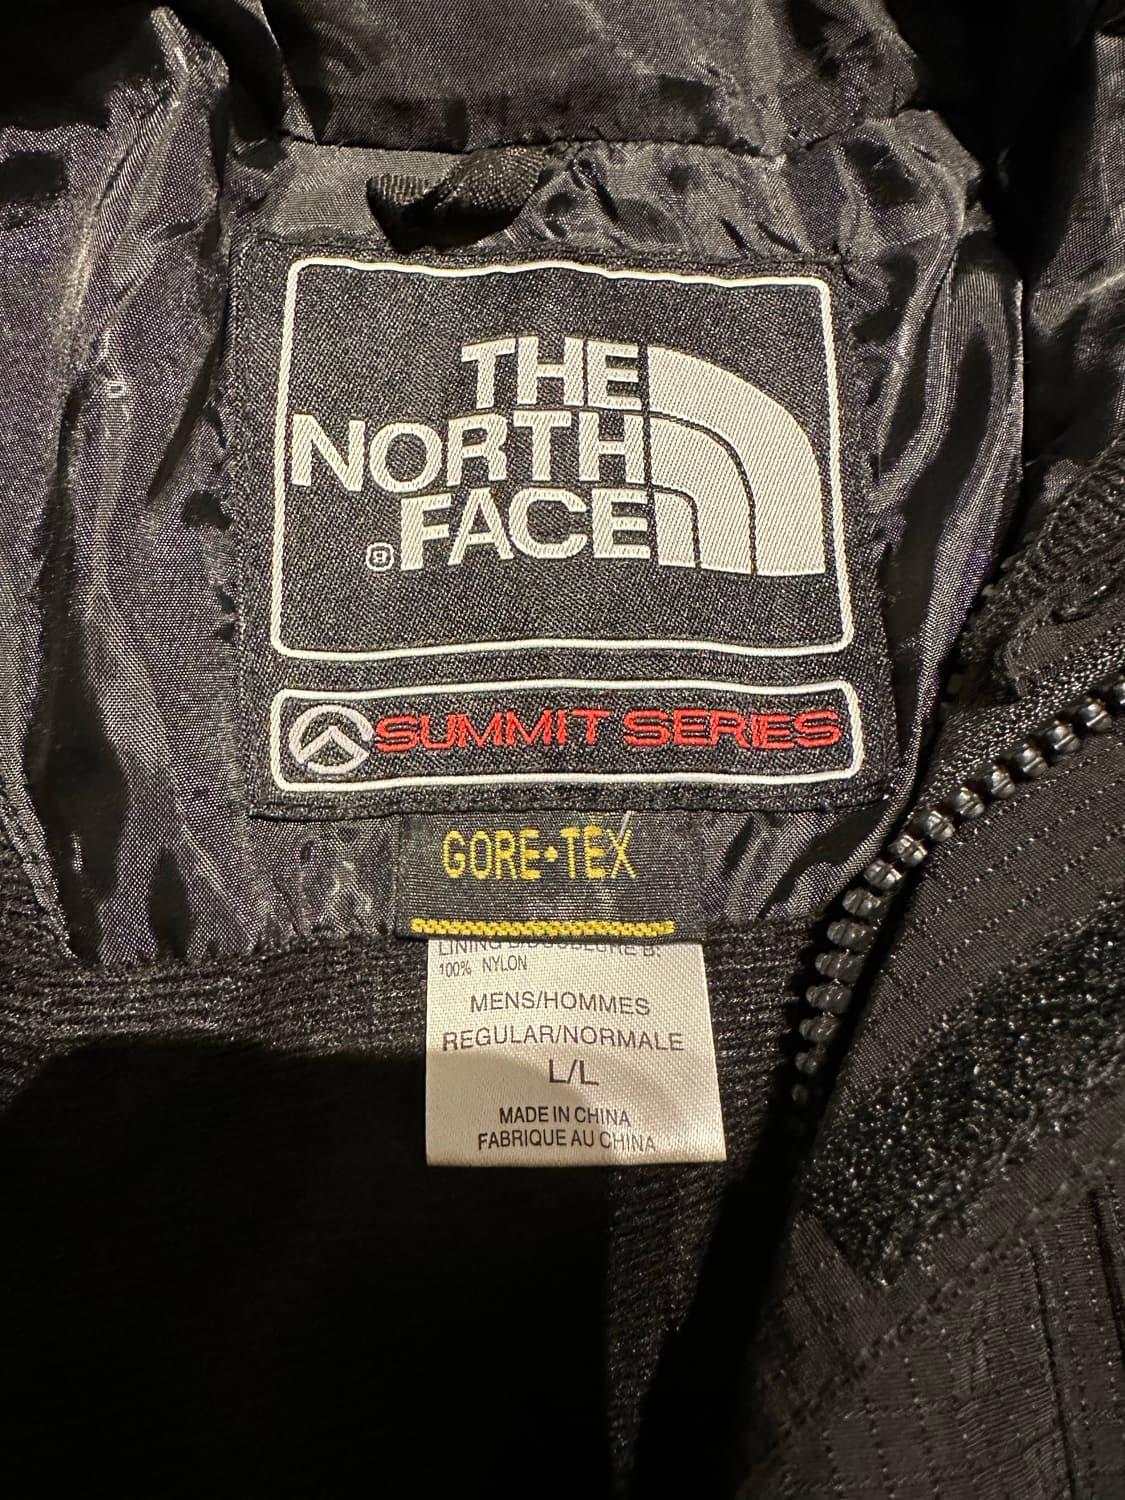 THE
NORTH
FACE
®
SUMMIT SERIES
GORE-TEX
LINING
100% NYLON
MENS/HOMMES
REGULAR/NORMALE
L/L
MADE IN CHINA
FABRIQUE AU CHINA